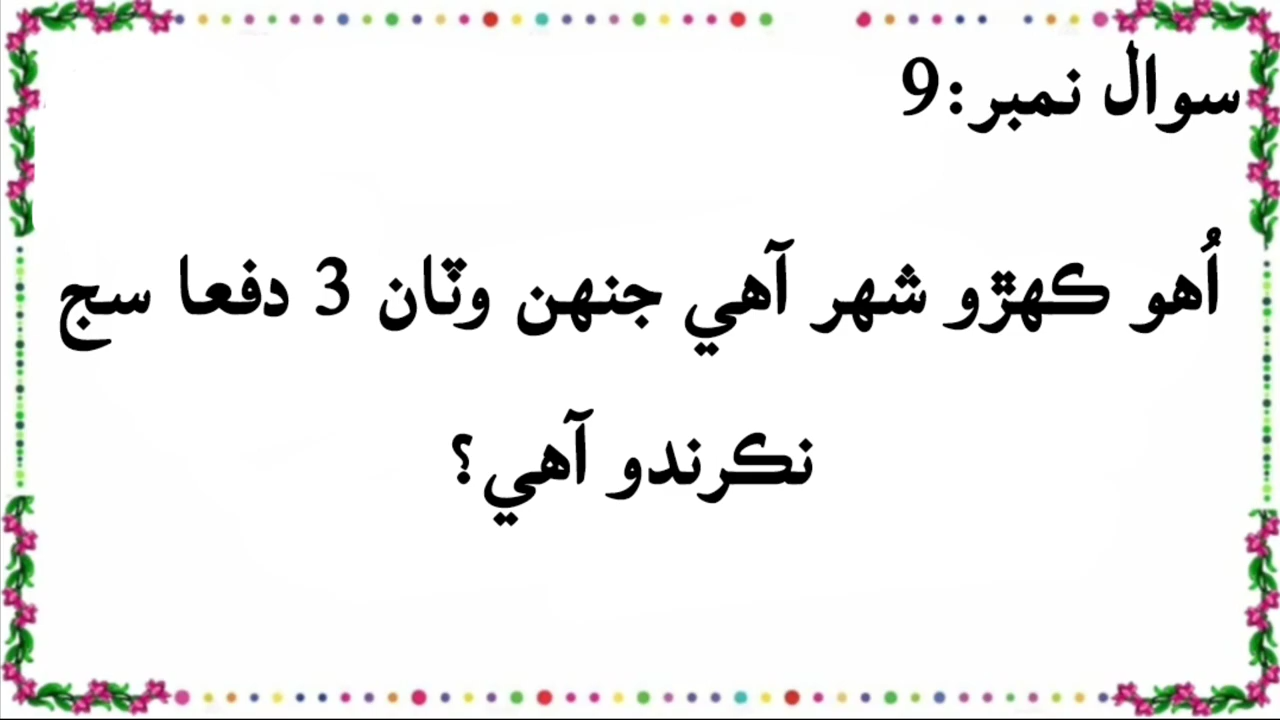 سوال نمبر:9
اُهو ڪهڙو شهر آهي جنهن وٽان 3 دفعا سج
نڪرندو آهي؟